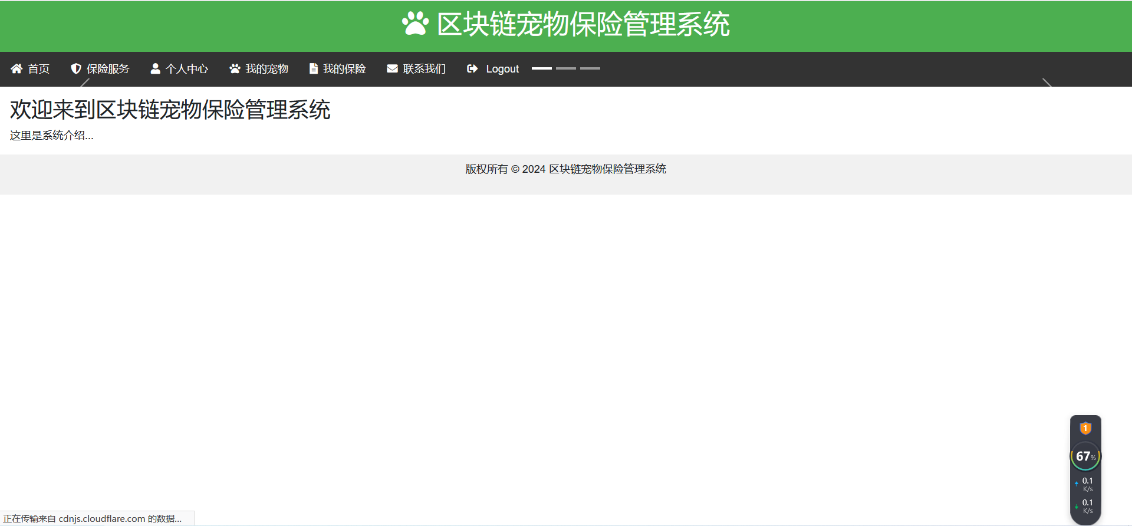 区块链宠物保险管理系统
首页 保险服务 个人中心 我的宠物 我的保险 联系我们 Logout
欢迎来到区块链宠物保险管理系统
这里是系统介绍...
版权所有 © 2024 区块链宠物保险管理系统
1
67%
+ 0.1
K/s
+ 0.1
K/s
正在传输来自 cdnjs.cloudflare.com 的数据...